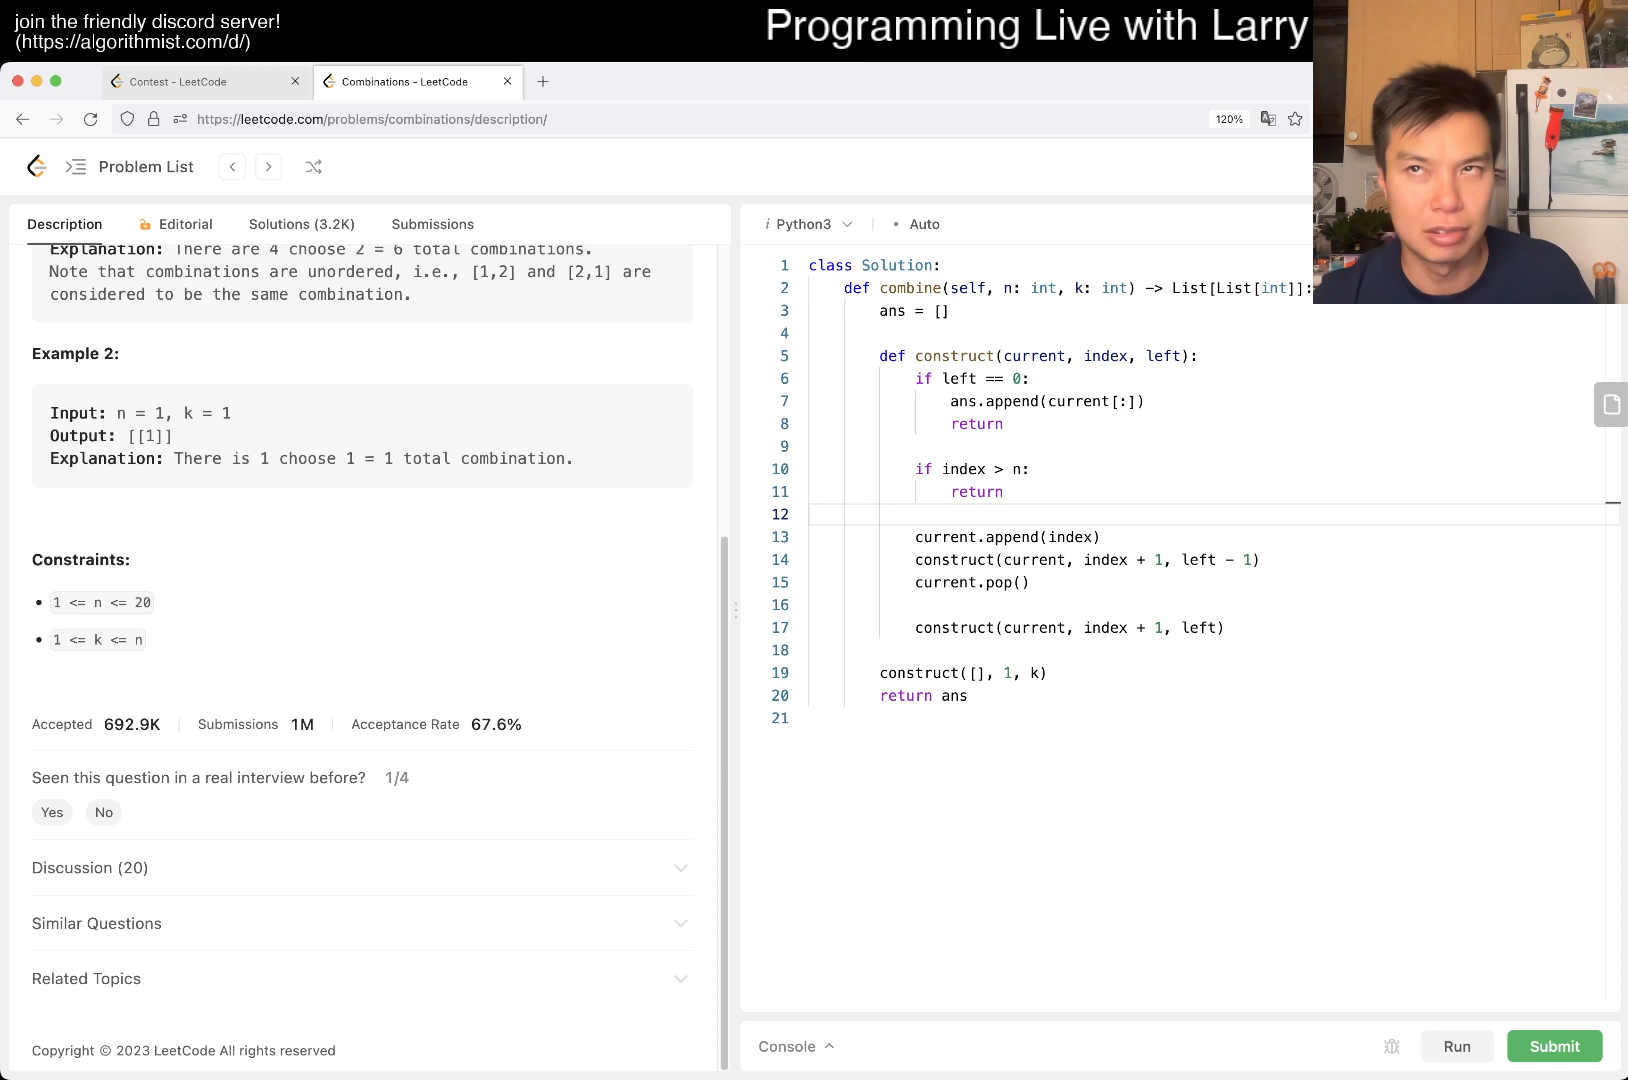 join the friendly discord server!
(https://algorithmist.com/d/)
Programming Live with Larry
Contest - LeetCode
Combinations - LeetCode
https://leetcode.com/problems/combinations/description/
120%
Problem List
Description
Editorial
Solutions (3.2K)
Submissions
Explanation: There are 4 choose 2 = 6 total combinations.
Note that combinations are unordered, i.e., [1,2] and [2,1] are
considered to be the same combination.
Example 2:
Input: n = 1, k = 1
Output: [[1]]
Explanation: There is 1 choose 1 = 1 total combination.
Constraints:
• 1 <= n <= 20
• 1 <= k <= n
Accepted 692.9K
Submissions 1M
Acceptance Rate 67.6%
Seen this question in a real interview before? 1/4
Yes
No
Discussion (20)
Similar Questions
Related Topics
Copyright © 2023 LeetCode All rights reserved
i Python3
Auto
1 class Solution:
2 def combine(self, n: int, k: int) -> List[List[int]]:
3 ans = []
4
5 def construct(current, index, left):
6 if left == 0:
7 ans.append(current[:])
8 return
9
10 if index > n:
11 return
12
13 current.append(index)
14 construct(current, index + 1, left - 1)
15 current.pop()
16
17 construct(current, index + 1, left)
18
19 construct([], 1, k)
20 return ans
21
Console
Run
Submit